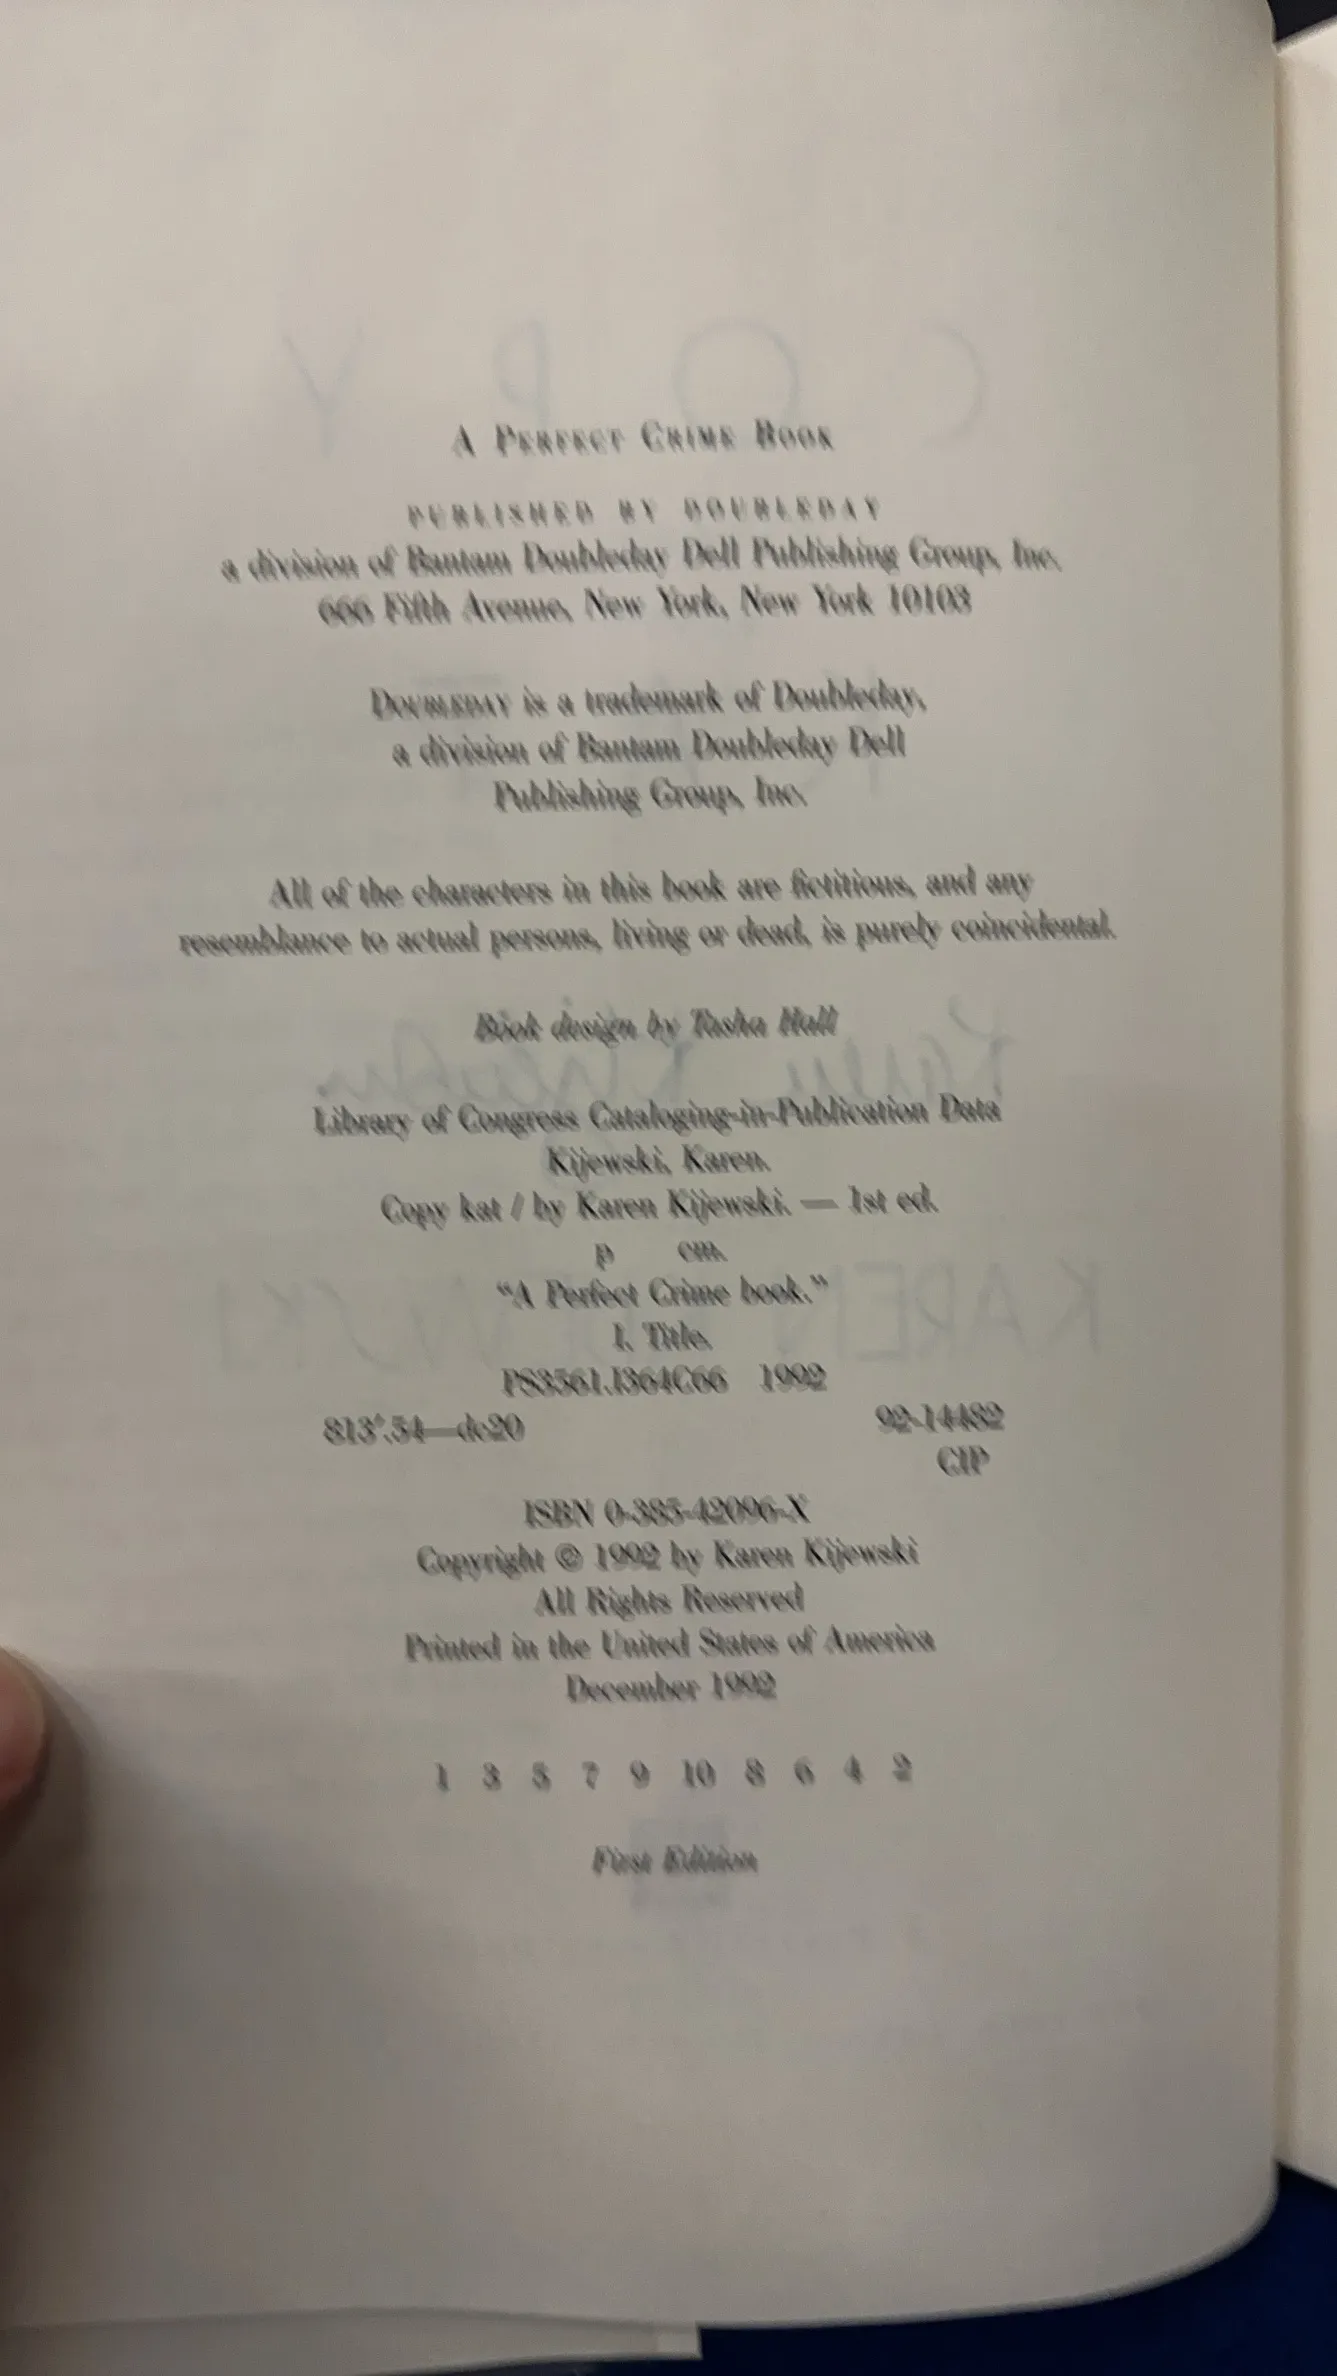 A PERFECT CRIME BOOK
PUBLISHED BY DOUBLEDAY
a division of Bantam Doubleday Dell Publishing Group, Inc.
666 Fifth Avenue, New York, New York 10103
DOUBLEDAY is a trademark of Doubleday,
a division of Bantam Doubleday Dell
Publishing Group, Inc.
All of the characters in this book are fictitious, and any
resemblance to actual persons, living or dead, is purely coincidental.
Book design by Tasha Hall
Library of Congress Cataloging-in-Publication Data
Kijewski, Karen.
Copy kat / by Karen Kijewski. — 1st ed.
p cm.
"A Perfect Crime book."
I. Title.
PS3561.I364C66 1992
813'.54—dc20 92-14482
CIP
ISBN 0-385-42096-X
Copyright © 1992 by Karen Kijewski
All Rights Reserved
Printed in the United States of America
December 1992
1 3 5 7 9 10 8 6 4 2
First Edition